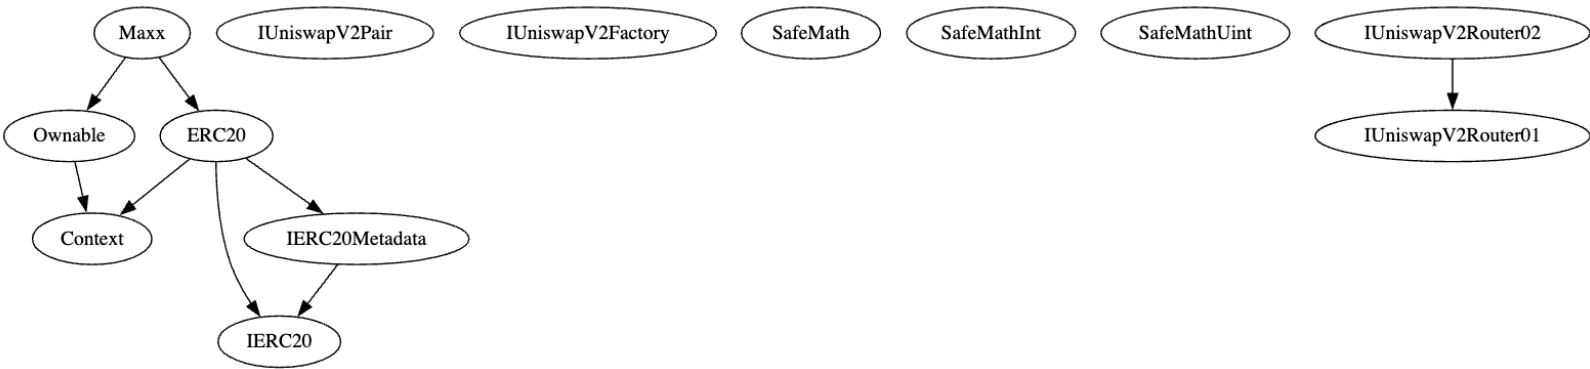 Maxx
IUniswapV2Pair
IUniswapV2Factory
SafeMath
SafeMathInt
SafeMathUint
IUniswapV2Router02
Ownable
ERC20
IUniswapV2Router01
Context
IERC20Metadata
IERC20